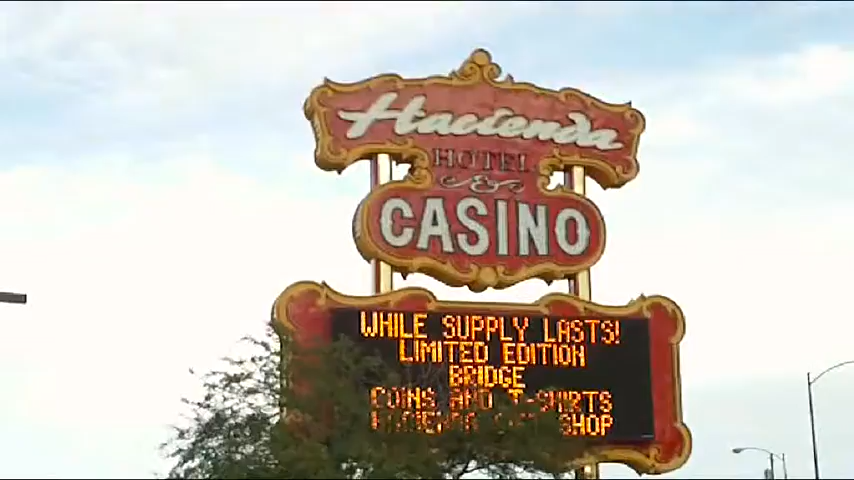 Hacienda
HOTEL
&
CASINO
WHILE SUPPLY LASTS!
LIMITED EDITION
BRIDGE
COINS AND T-SHIRTS
SHOP